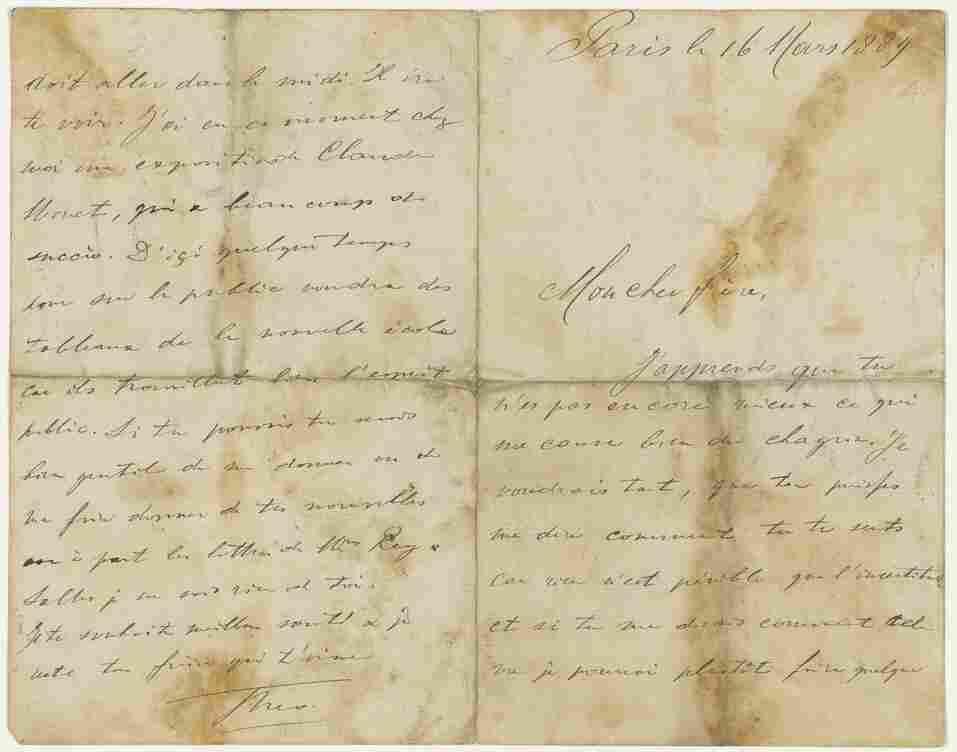 Paris le 16 Mars 1889
Mon cher frère,
J'apprends que tu
n'es pas encore mieux ce qui
me cause bien du chagrin. Je
voudrais tant, que tu puisses
me dire comment tu te sens
car rien n'est pénible que l'incertitude
et si tu me disais comment cela
va je pourrai plustôt faire quelque
doit aller dans le midi. Il ira
te voir. J'ai en ce moment chez
moi une exposition de Claude
Monet, qui a beaucoup de
succès. D'içi quelque temps
le public voudra des
tableaux de la nouvelle école
car ils travaillent bien l'esprit
public. Si tu pouvais tu serais
bien gentil de me donner ou de
me faire donner de tes nouvelles
à part les lettres de Mrs Rey &
Salles je ne sais rien de toi.
Je te souhaite meilleure santé & je
reste ton frère qui t'aime
Theo.